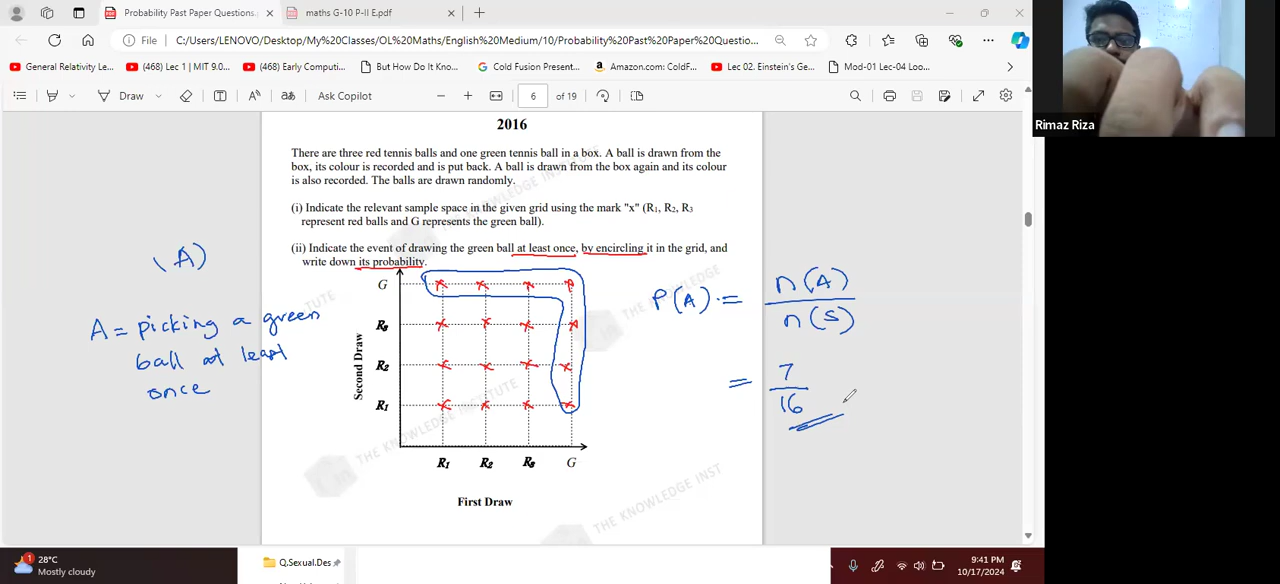 Probability Past Paper Questions.
maths G-10 P-II E.pdf
File
C:/Users/LENOVO/Desktop/My%20Classes/OL%20Maths/English%20Medium/10/Probability%20Past%20Paper%20Questio...
General Relativity Le...
(468) Lec 1 | MIT 9.0...
(468) Early Computi...
But How Do It Kno...
Cold Fusion Present...
Amazon.com: ColdF...
Lec 02. Einstein's Ge...
Mod-01 Lec-04 Loo...
Draw
Ask Copilot
6 of 19
Rimaz Riza
2016
There are three red tennis balls and one green tennis ball in a box. A ball is drawn from the
box, its colour is recorded and is put back. A ball is drawn from the box again and its colour
is also recorded. The balls are drawn randomly.
(i) Indicate the relevant sample space in the given grid using the mark "x" (R₁, R₂, R₃
represent red balls and G represents the green ball).
(ii) Indicate the event of drawing the green ball at least once, by encircling it in the grid, and
write down its probability.
(A)
A = picking a green
ball at least
once
Second Draw
G
R₃
R₂
R₁
R₁ R₂ R₃ G
First Draw
P(A) = n(A)
n(S)
= 7
16
THE KNOWLEDGE INSTITUTE
THE KNOWLEDGE INST
28°C
Mostly cloudy
1
Q.Sexual.Des
9:41 PM
10/17/2024